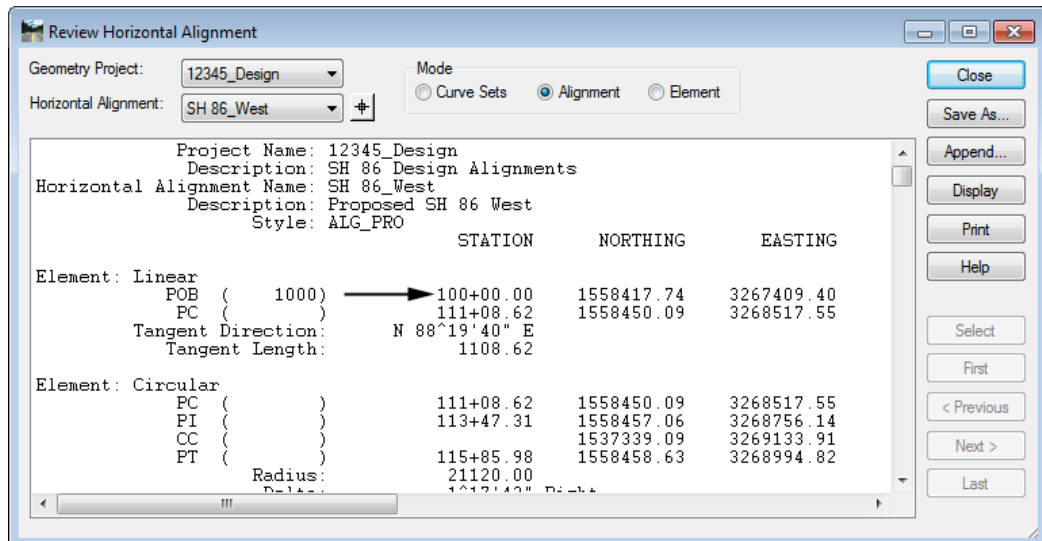 Review Horizontal Alignment
Geometry Project: 12345_Design
Horizontal Alignment: SH 86_West
Mode
Curve Sets Alignment Element
Close
Save As...
Append...
Display
Print
Help
Select
First
< Previous
Next >
Last
Project Name: 12345_Design
Description: SH 86 Design Alignments
Horizontal Alignment Name: SH 86_West
Description: Proposed SH 86 West
Style: ALG_PRO
STATION NORTHING EASTING
Element: Linear
POB ( 1000) 100+00.00 1558417.74 3267409.40
PC ( ) 111+08.62 1558450.09 3268517.55
Tangent Direction: N 88^19'40" E
Tangent Length: 1108.62
Element: Circular
PC ( ) 111+08.62 1558450.09 3268517.55
PI ( ) 113+47.31 1558457.06 3268756.14
CC ( ) 1537339.09 3269133.91
PT ( ) 115+85.98 1558458.63 3268994.82
Radius: 21120.00